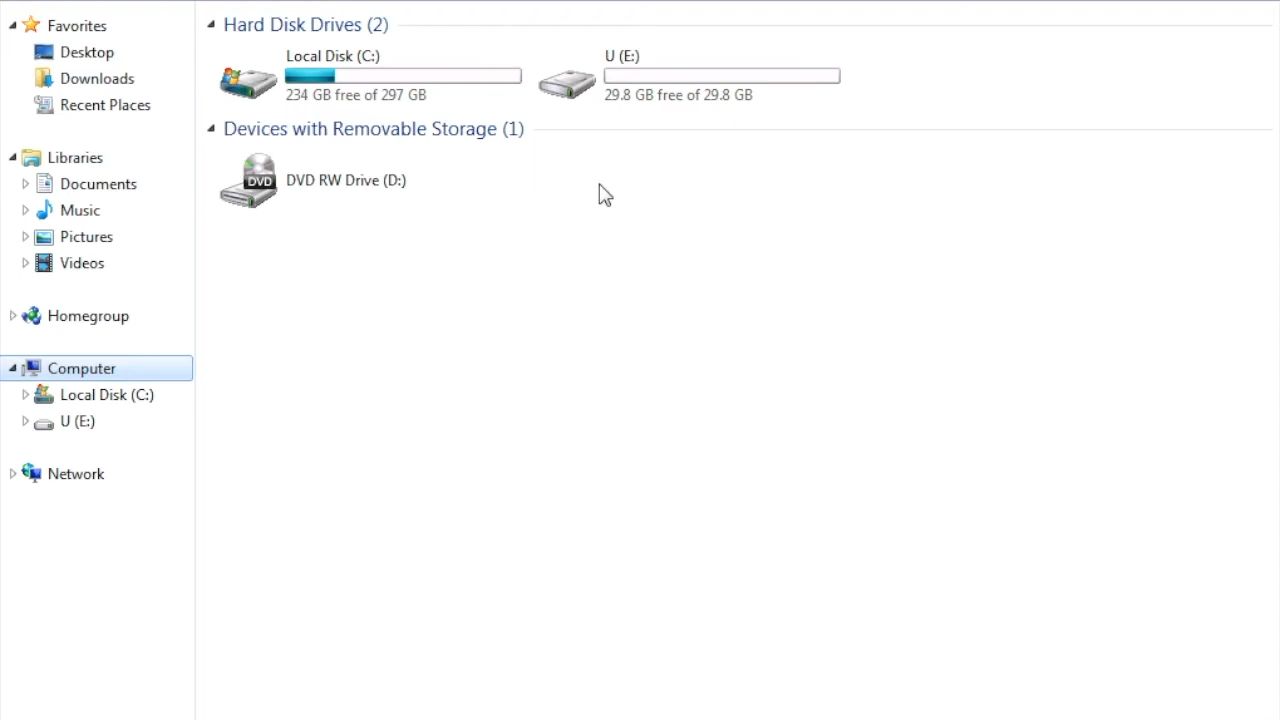 Favorites
Desktop
Downloads
Recent Places
Libraries
Documents
Music
Pictures
Videos
Homegroup
Computer
Local Disk (C:)
U (E:)
Network
Hard Disk Drives (2)
Local Disk (C:)
234 GB free of 297 GB
U (E:)
29.8 GB free of 29.8 GB
Devices with Removable Storage (1)
DVD
DVD RW Drive (D:)